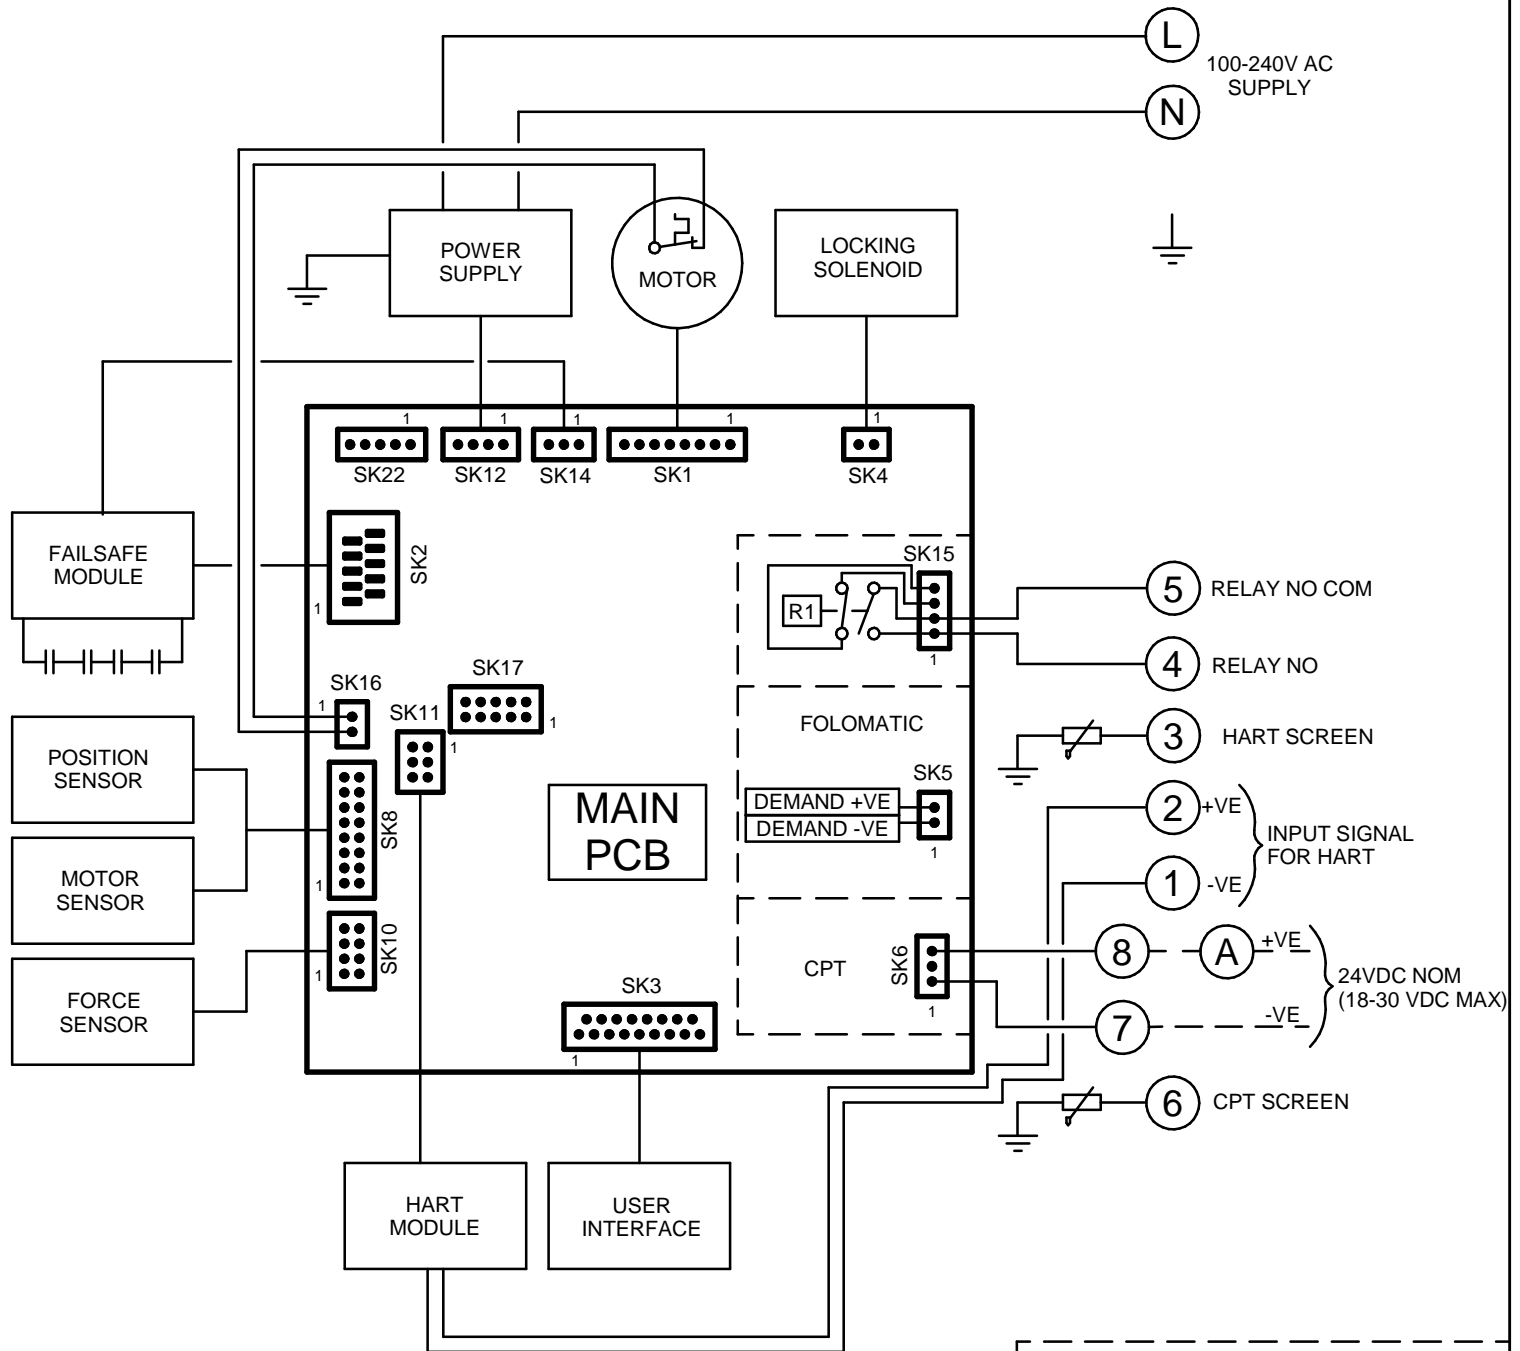 L
100-240V AC
SUPPLY
N
POWER
SUPPLY
MOTOR
LOCKING
SOLENOID
1
1
1
1
1
SK22
SK12
SK14
SK1
SK4
FAILSAFE
MODULE
SK2
1
SK15
R1
1
5 RELAY NO COM
4 RELAY NO
SK16
1
SK17
1
SK11
1
FOLOMATIC
3 HART SCREEN
POSITION
SENSOR
SK8
1
MAIN
PCB
SK5
DEMAND +VE
DEMAND -VE
1
2 +VE
INPUT SIGNAL
FOR HART
1 -VE
MOTOR
SENSOR
SK10
1
CPT
SK6
1
8 A +VE
24VDC NOM
(18-30 VDC MAX)
7 -VE
FORCE
SENSOR
SK3
1
6 CPT SCREEN
HART
MODULE
USER
INTERFACE